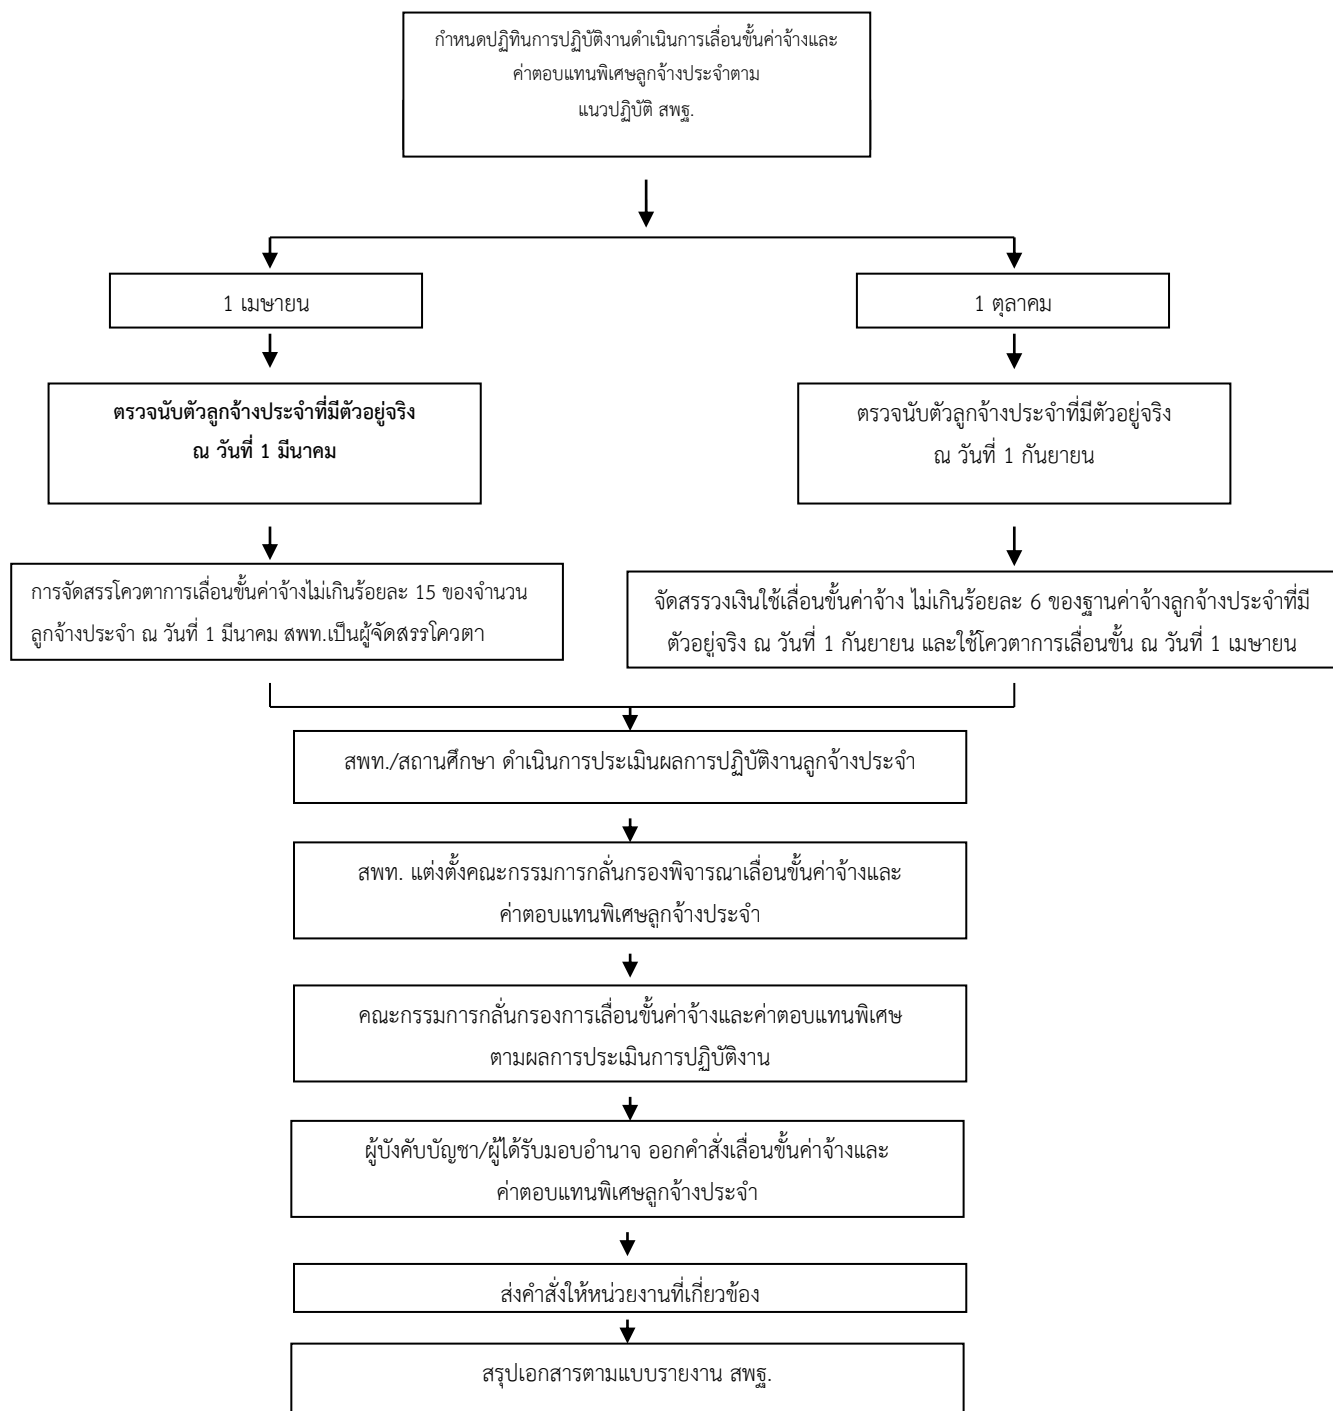 กำหนดปฏิทินการปฏิบัติงานดำเนินการเลื่อนขั้นค่าจ้างและ
ค่าตอบแทนพิเศษลูกจ้างประจำตาม
แนวปฏิบัติ สพฐ.
1 เมษายน
1 ตุลาคม
ตรวจนับตัวลูกจ้างประจำที่มีตัวอยู่จริง
ณ วันที่ 1 มีนาคม
ตรวจนับตัวลูกจ้างประจำที่มีตัวอยู่จริง
ณ วันที่ 1 กันยายน
การจัดสรรโควตาการเลื่อนขั้นค่าจ้างไม่เกินร้อยละ 15 ของจำนวน
ลูกจ้างประจำ ณ วันที่ 1 มีนาคม สพท.เป็นผู้จัดสรรโควตา
จัดสรรวงเงินใช้เลื่อนขั้นค่าจ้าง ไม่เกินร้อยละ 6 ของฐานค่าจ้างลูกจ้างประจำที่มี
ตัวอยู่จริง ณ วันที่ 1 กันยายน และใช้โควตาการเลื่อนขั้น ณ วันที่ 1 เมษายน
สพท./สถานศึกษา ดำเนินการประเมินผลการปฏิบัติงานลูกจ้างประจำ
สพท. แต่งตั้งคณะกรรมการกลั่นกรองพิจารณาเลื่อนขั้นค่าจ้างและ
ค่าตอบแทนพิเศษลูกจ้างประจำ
คณะกรรมการกลั่นกรองการเลื่อนขั้นค่าจ้างและค่าตอบแทนพิเศษ
ตามผลการประเมินการปฏิบัติงาน
ผู้บังคับบัญชา/ผู้ได้รับมอบอำนาจ ออกคำสั่งเลื่อนขั้นค่าจ้างและ
ค่าตอบแทนพิเศษลูกจ้างประจำ
ส่งคำสั่งให้หน่วยงานที่เกี่ยวข้อง
สรุปเอกสารตามแบบรายงาน สพฐ.